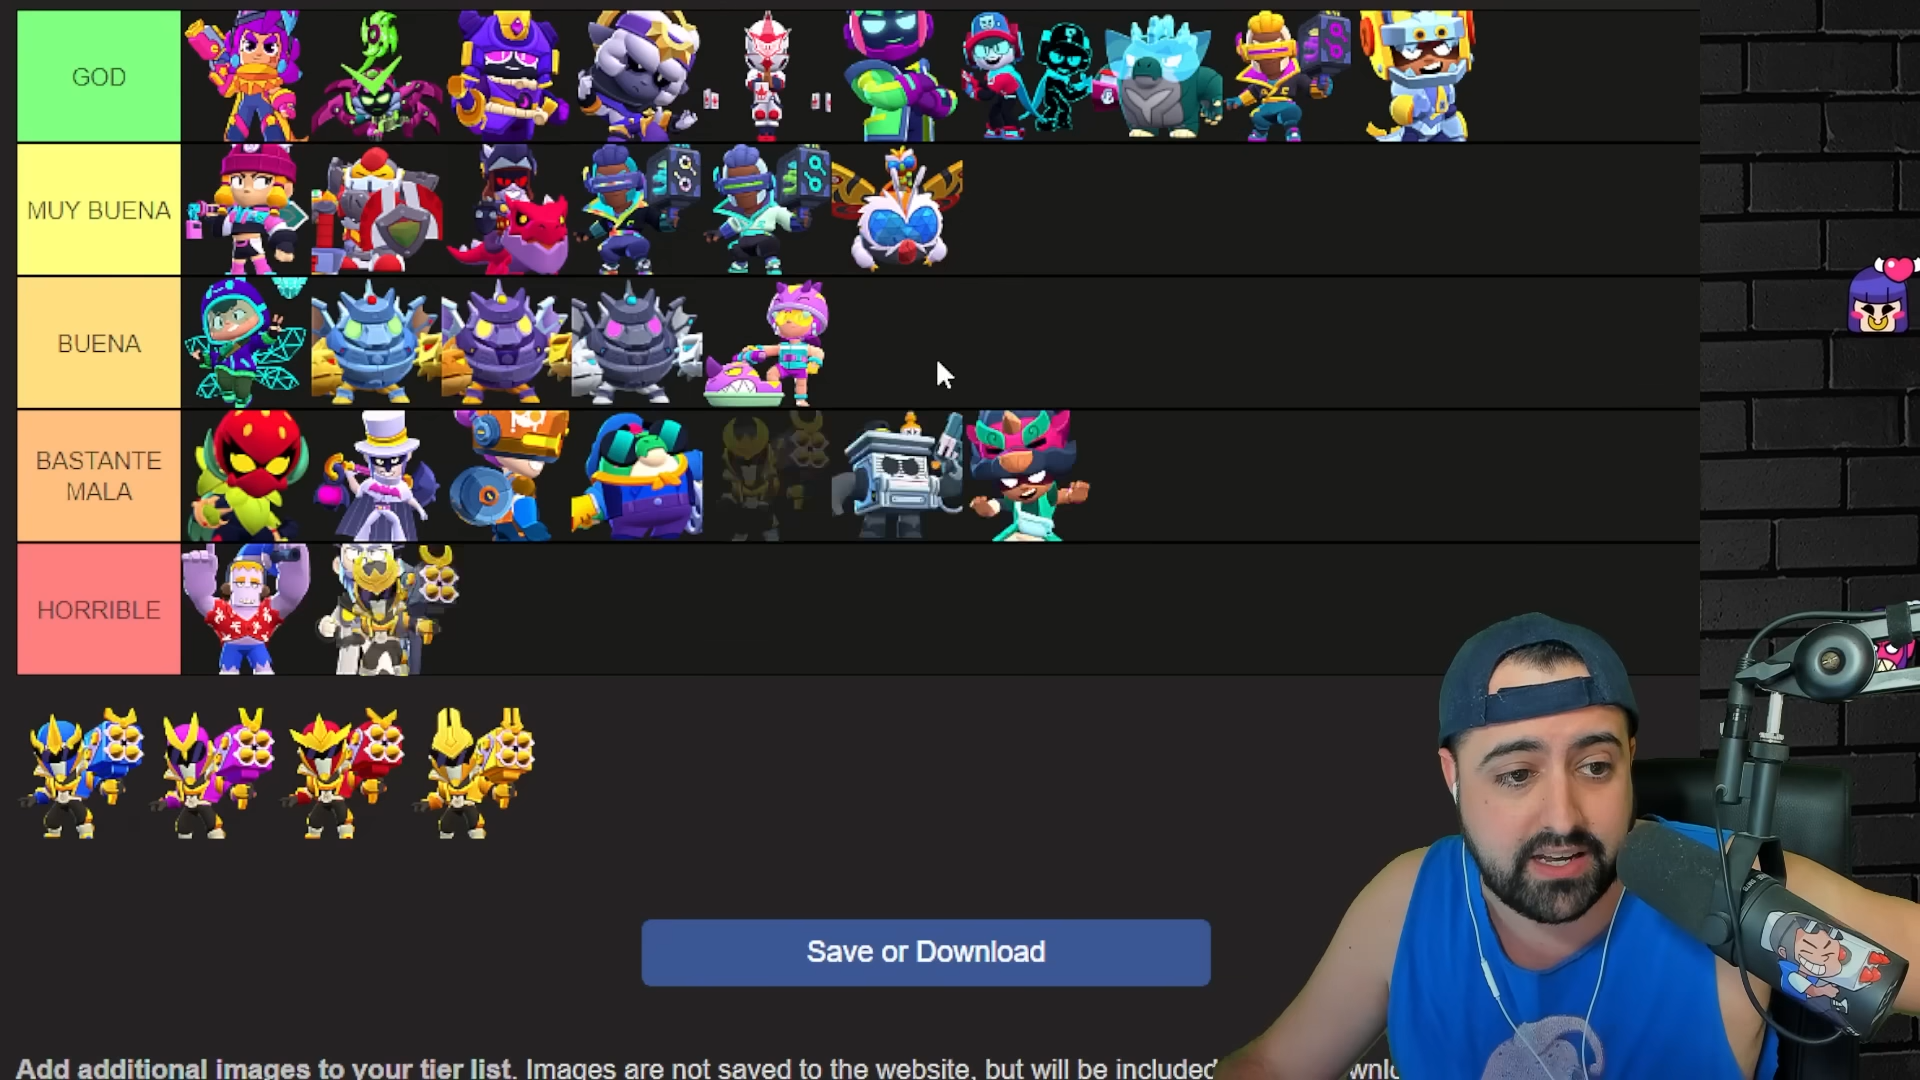 GOD
MUY BUENA
BUENA
BASTANTE
MALA
HORRIBLE
Save or Download
Add additional images to your tier list. Images are not saved to the website, but will be included